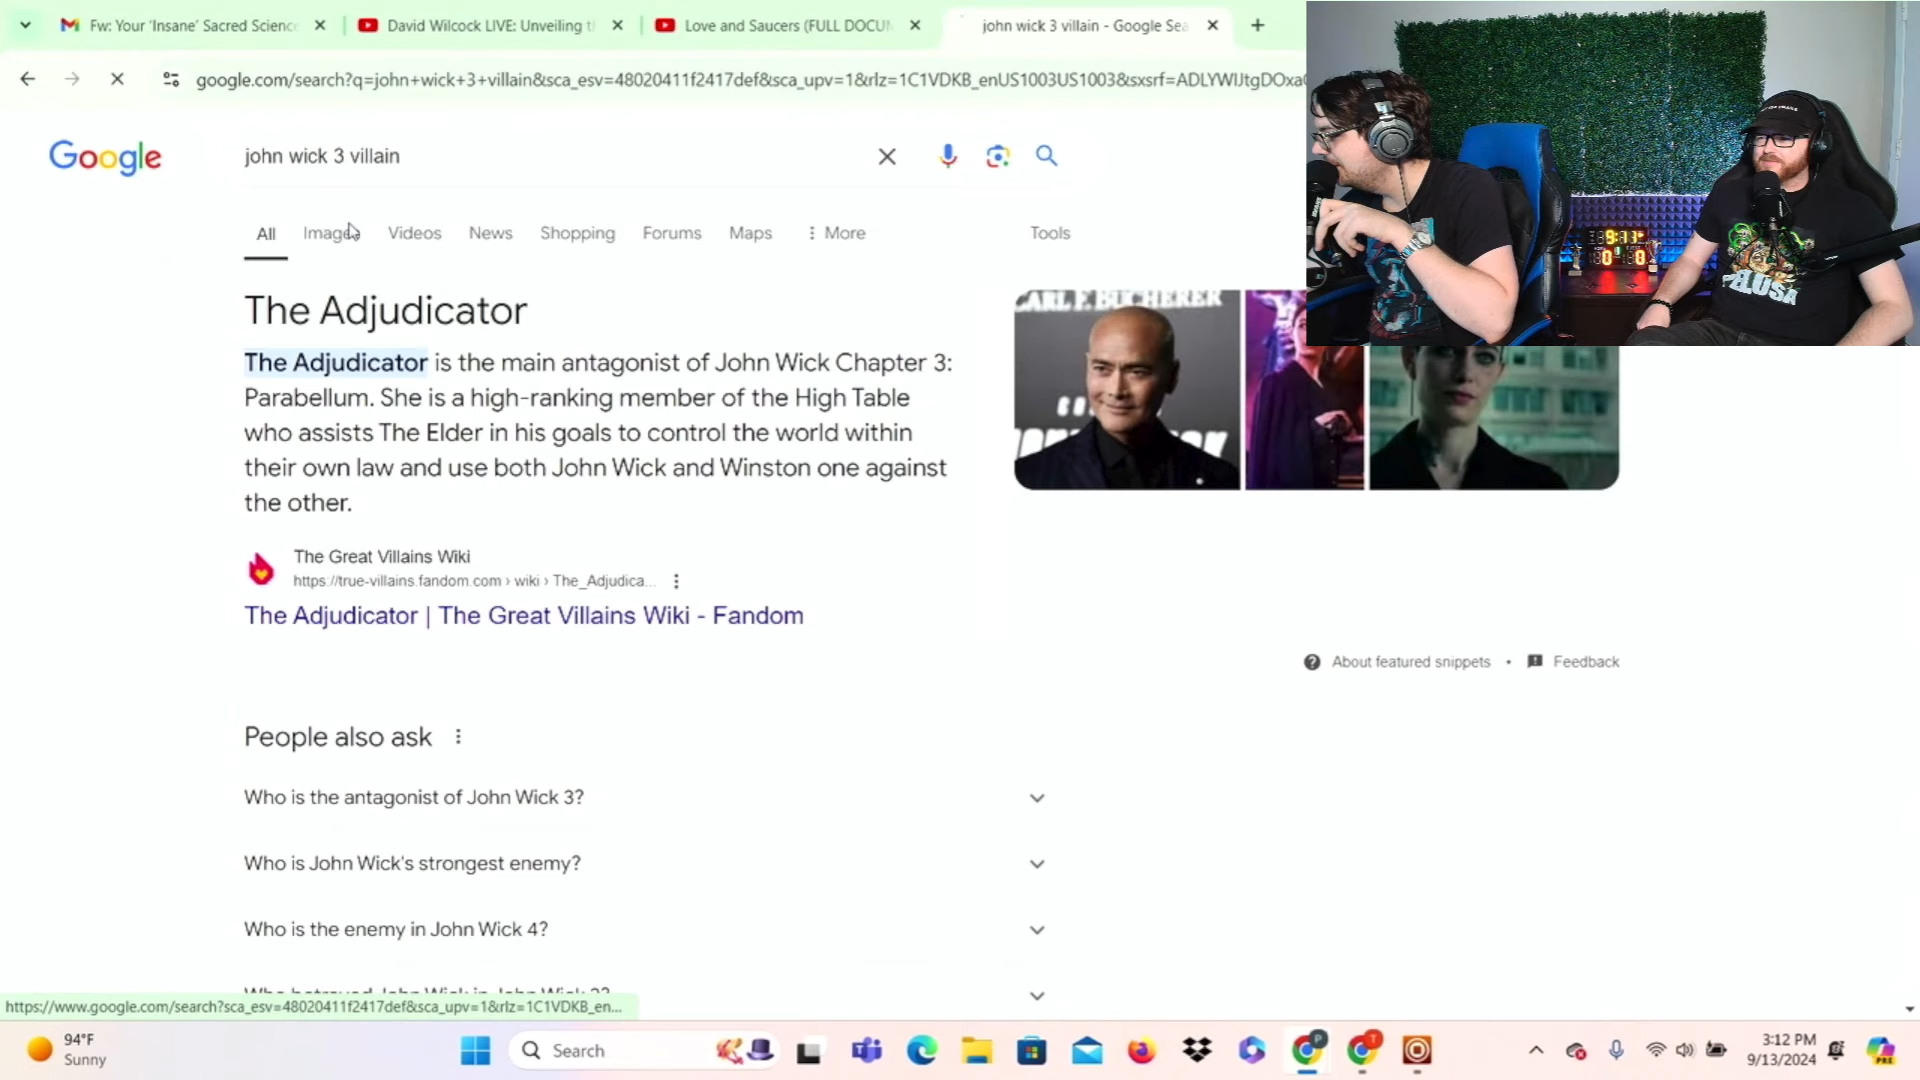 Fw: Your 'Insane' Sacred Science
David Wilcock LIVE: Unveiling t
Love and Saucers (FULL DOCU
john wick 3 villain - Google Sea
google.com/search?q=john+wick+3+villain&sca_esv=48020411f2417def&sca_upv=1&rlz=1C1VDKB_enUS1003US1003&sxsrf=ADLYWIJtgDOxa
Google
john wick 3 villain
All Images Videos News Shopping Forums Maps More Tools
The Adjudicator
The Adjudicator is the main antagonist of John Wick Chapter 3:
Parabellum. She is a high-ranking member of the High Table
who assists The Elder in his goals to control the world within
their own law and use both John Wick and Winston one against
the other.
CARL F. BUCHERER
The Great Villains Wiki
https://true-villains.fandom.com › wiki › The_Adjudica...
The Adjudicator | The Great Villains Wiki - Fandom
About featured snippets • Feedback
People also ask
Who is the antagonist of John Wick 3?
Who is John Wick's strongest enemy?
Who is the enemy in John Wick 4?
https://www.google.com/search?sca_esv=48020411f2417def&sca_upv=1&rlz=1C1VDKB_en...
94°F
Sunny
Search
3:12 PM
9/13/2024
PRE